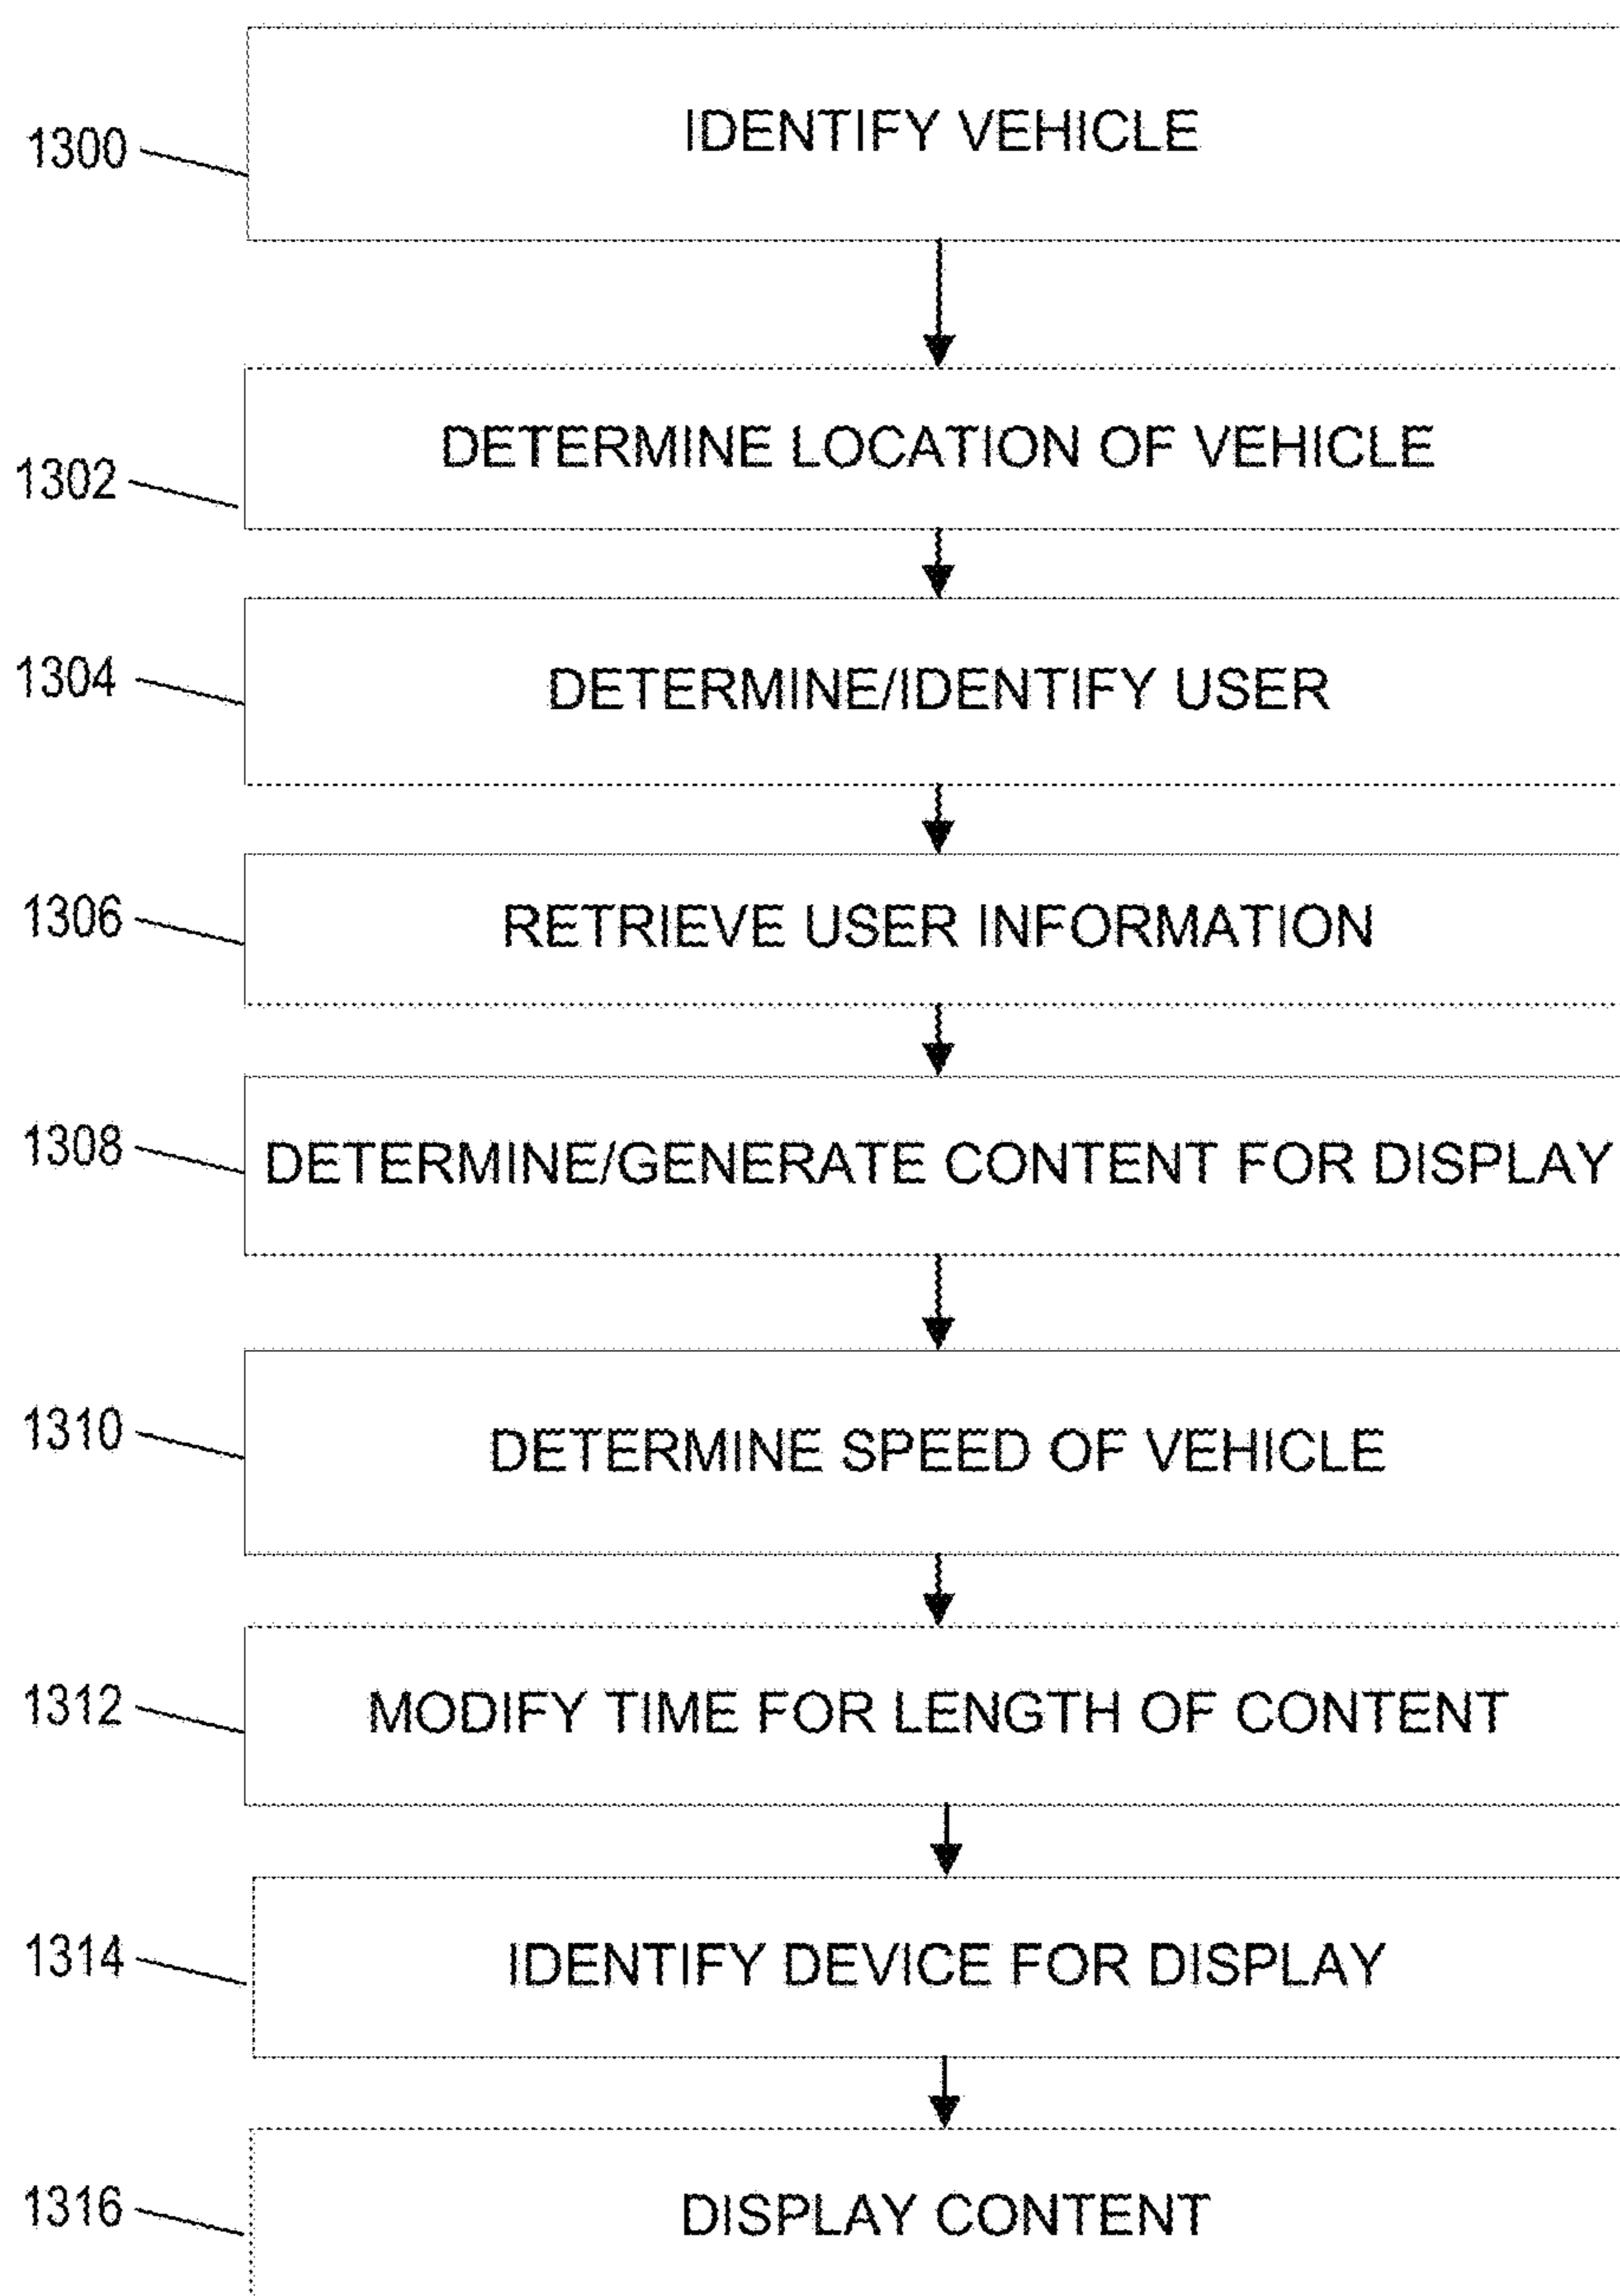 1300 IDENTIFY VEHICLE
1302 DETERMINE LOCATION OF VEHICLE
1304 DETERMINE/IDENTIFY USER
1306 RETRIEVE USER INFORMATION
1308 DETERMINE/GENERATE CONTENT FOR DISPLAY
1310 DETERMINE SPEED OF VEHICLE
1312 MODIFY TIME FOR LENGTH OF CONTENT
1314 IDENTIFY DEVICE FOR DISPLAY
1316 DISPLAY CONTENT